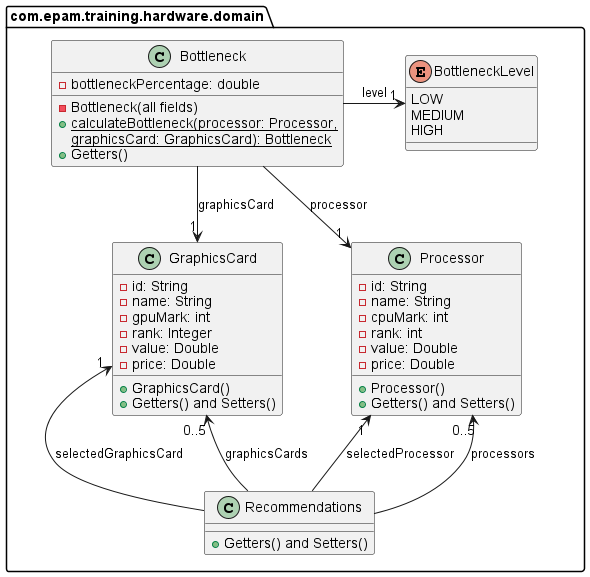 com.epam.training.hardware.domain
C Bottleneck
bottleneckPercentage: double
Bottleneck(all fields)
calculateBottleneck(processor: Processor,
graphicsCard: GraphicsCard): Bottleneck
Getters()
level 1
E BottleneckLevel
LOW
MEDIUM
HIGH
graphicsCard
1
processor
1
C GraphicsCard
id: String
name: String
gpuMark: int
rank: Integer
value: Double
price: Double
GraphicsCard()
Getters() and Setters()
C Processor
id: String
name: String
cpuMark: int
rank: int
value: Double
price: Double
Processor()
Getters() and Setters()
1
selectedGraphicsCard
0..5
graphicsCards
1
selectedProcessor
0..5
processors
C Recommendations
Getters() and Setters()